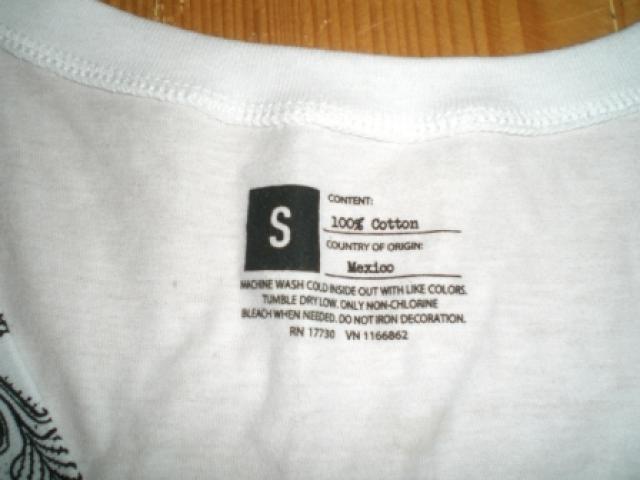 S
CONTENT:
100% Cotton
COUNTRY OF ORIGIN:
Mexico
MACHINE WASH COLD INSIDE OUT WITH LIKE COLORS.
TUMBLE DRY LOW. ONLY NON-CHLORINE
BLEACH WHEN NEEDED. DO NOT IRON DECORATION.
RN 17730 VN 1166862